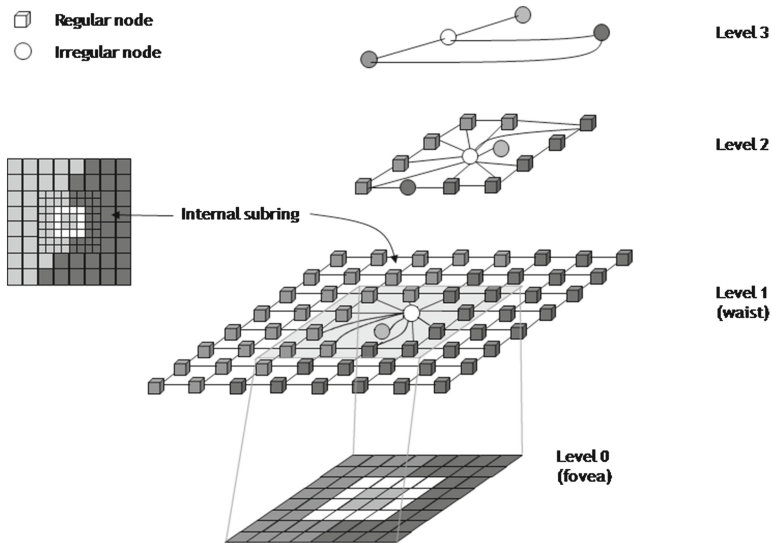 Regular node
Irregular node
Level 3
Level 2
Internal subring
Level 1
(waist)
Level 0
(fovea)